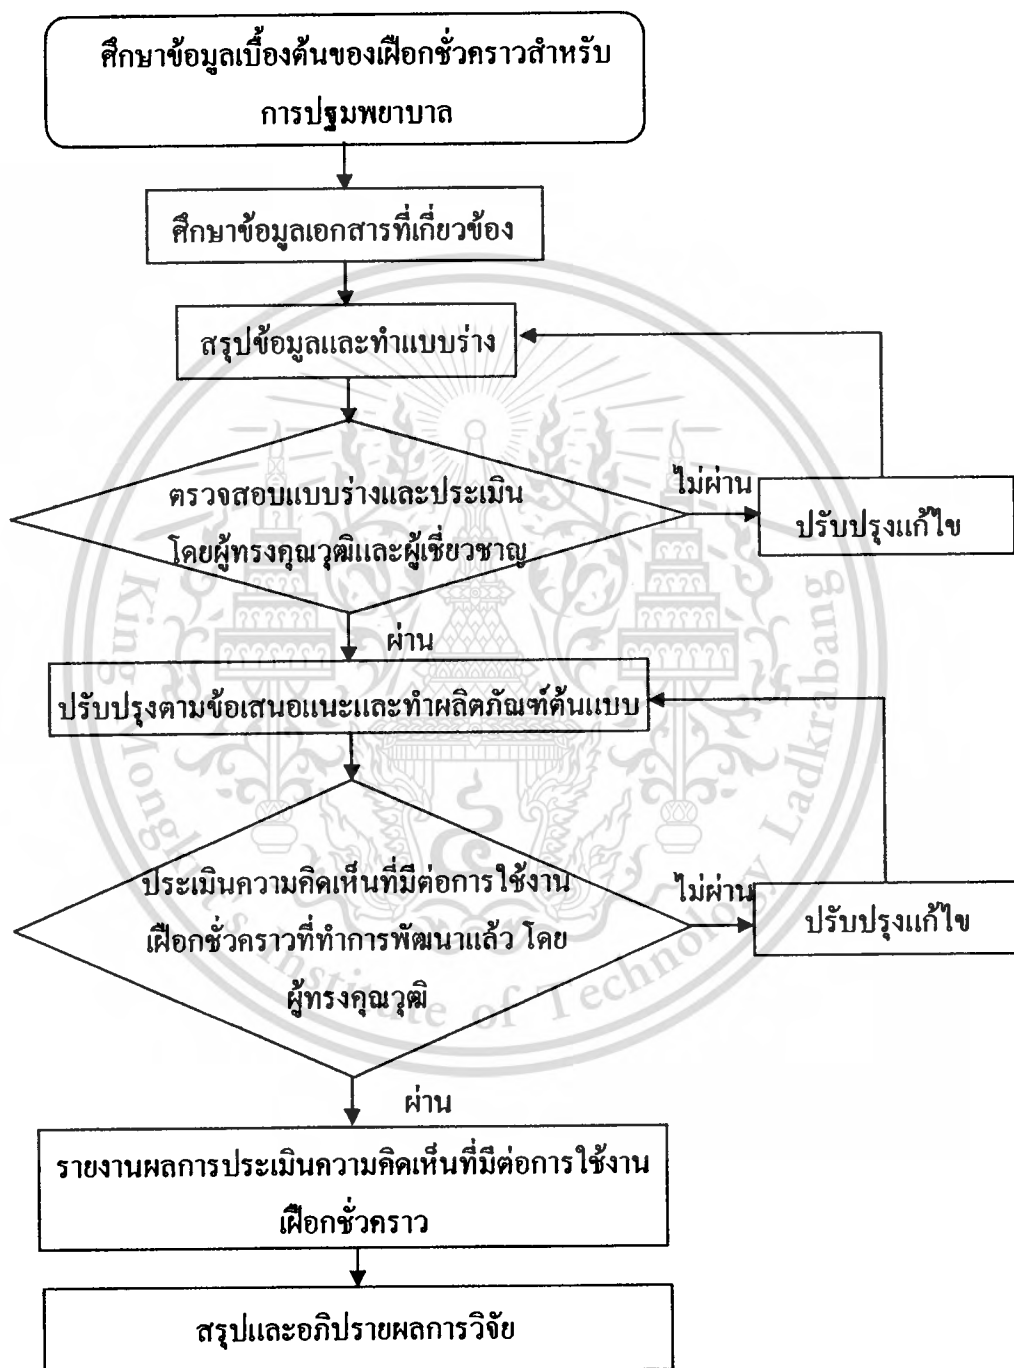 ศึกษาข้อมูลเบื้องต้นของเฝือกชั่วคราวสำหรับ
การปฐมพยาบาล
ศึกษาข้อมูลเอกสารที่เกี่ยวข้อง
สรุปข้อมูลและทำแบบร่าง
ตรวจสอบแบบร่างและประเมิน
โดยผู้ทรงคุณวุฒิและผู้เชี่ยวชาญ
ไม่ผ่าน
ปรับปรุงแก้ไข
ผ่าน
ปรับปรุงตามข้อเสนอแนะและทำผลิตภัณฑ์ต้นแบบ
ประเมินความคิดเห็นที่มีต่อการใช้งาน
เฝือกชั่วคราวที่ทำการพัฒนาแล้ว โดย
ผู้ทรงคุณวุฒิ
ไม่ผ่าน
ปรับปรุงแก้ไข
ผ่าน
รายงานผลการประเมินความคิดเห็นที่มีต่อการใช้งาน
เฝือกชั่วคราว
สรุปและอภิปรายผลการวิจัย
King Mongkut's Institute of Technology Ladkrabang